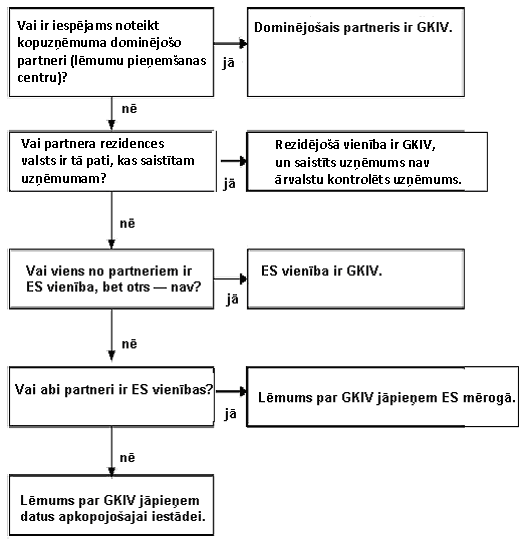 Vai ir iespējams noteikt
kopuzņēmuma dominējošo
partneri (lēmumu pieņemšanas
centru)?
jā
Dominējošais partneris ir GKIV.
nē
Vai partnera rezidences
valsts ir tā pati, kas saistītam
uzņēmumam?
jā
Rezidējošā vienība ir GKIV,
un saistīts uzņēmums nav
ārvalstu kontrolēts uzņēmums.
nē
Vai viens no partneriem ir
ES vienība, bet otrs — nav?
jā
ES vienība ir GKIV.
nē
Vai abi partneri ir ES vienības?
jā
Lēmums par GKIV jāpieņem ES mērogā.
nē
Lēmums par GKIV jāpieņem
datus apkopojošajai iestādei.